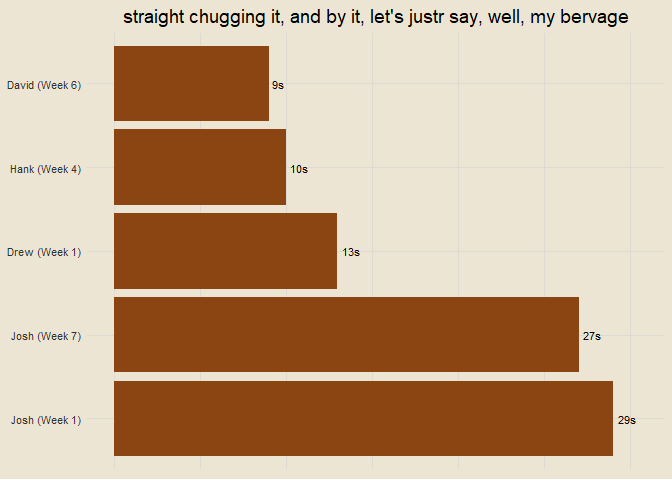 straight chugging it, and by it, let's justr say, well, my bervage
David (Week 6) 9s
Hank (Week 4) 10s
Drew (Week 1) 13s
Josh (Week 7) 27s
Josh (Week 1) 29s